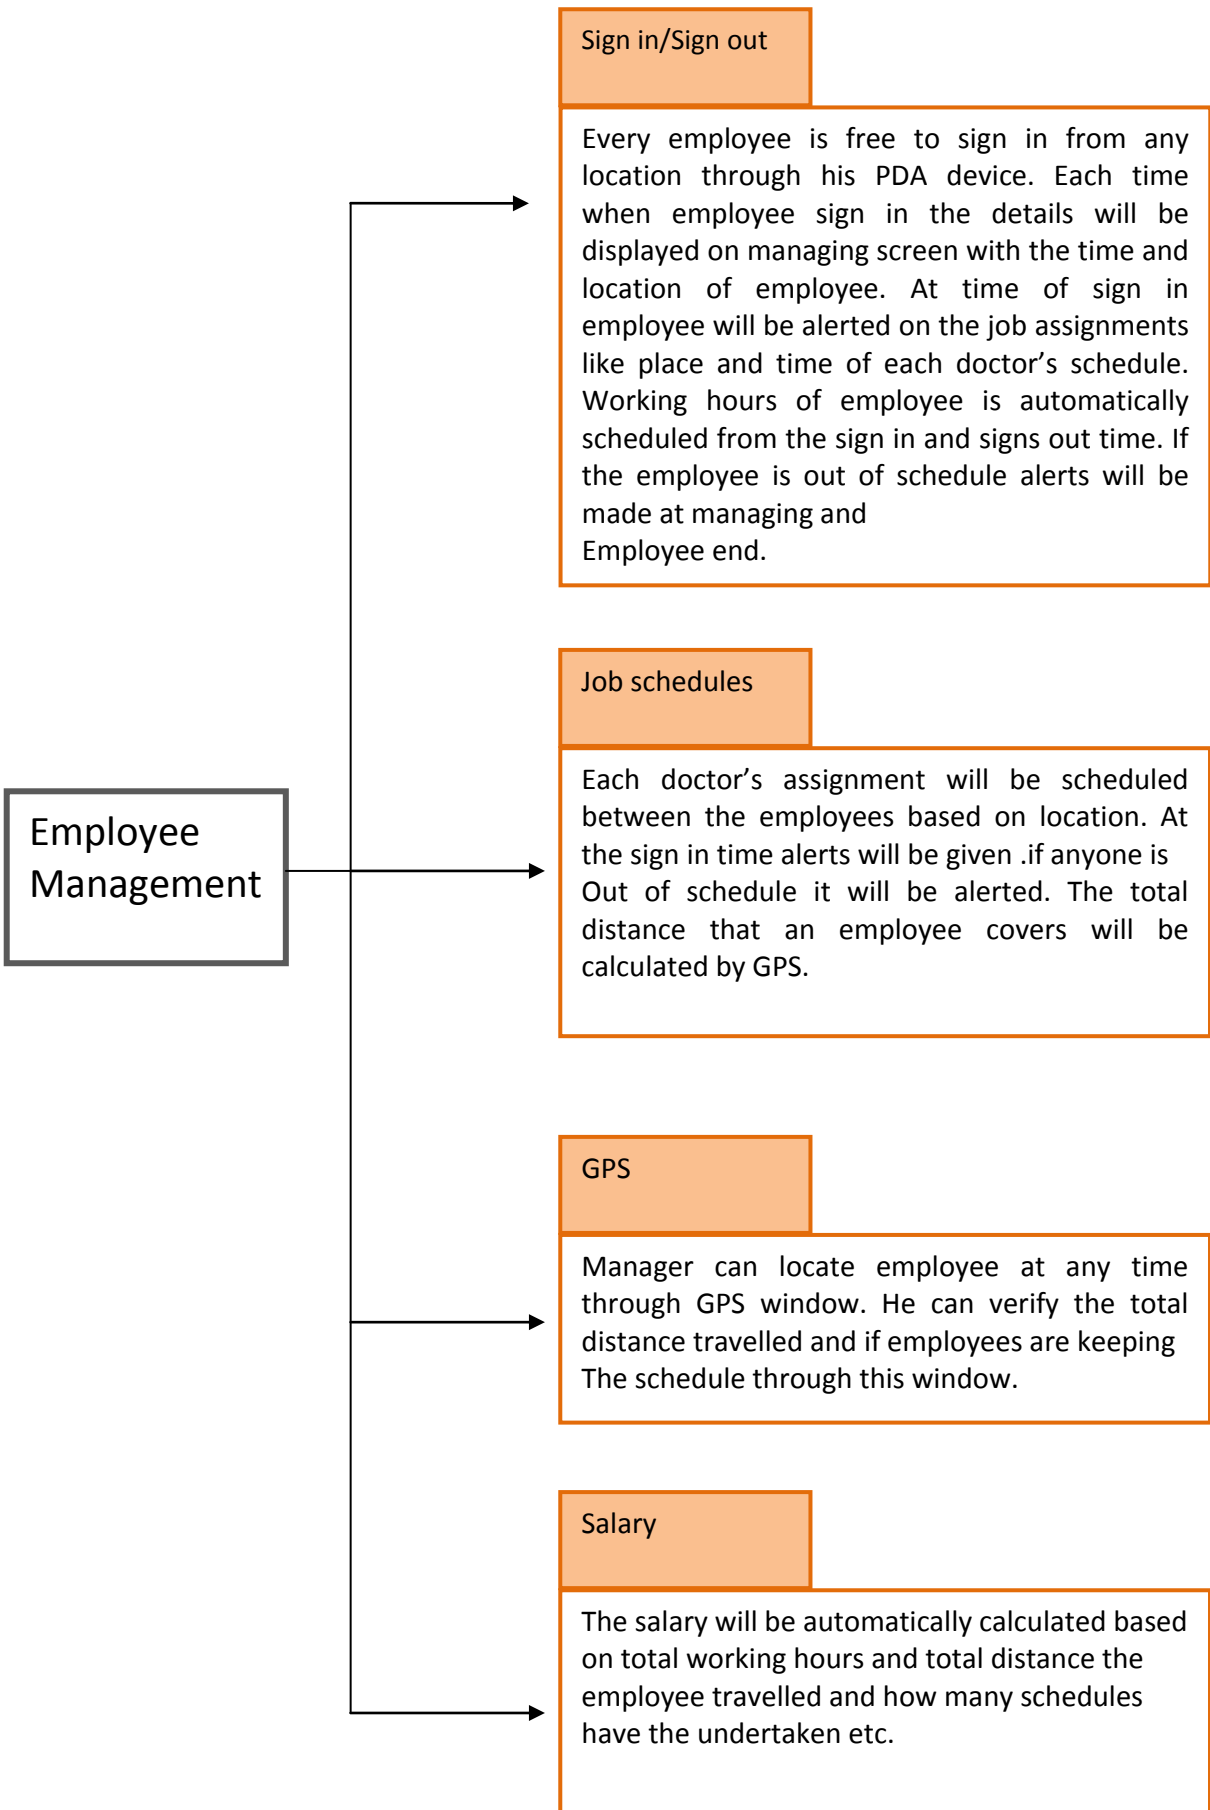 Sign in/Sign out
Every employee is free to sign in from any
location through his PDA device. Each time
when employee sign in the details will be
displayed on managing screen with the time and
location of employee. At time of sign in
employee will be alerted on the job assignments
like place and time of each doctor’s schedule.
Working hours of employee is automatically
scheduled from the sign in and signs out time. If
the employee is out of schedule alerts will be
made at managing and
Employee end.
Job schedules
Each doctor’s assignment will be scheduled
between the employees based on location. At
the sign in time alerts will be given .if anyone is
Out of schedule it will be alerted. The total
distance that an employee covers will be
calculated by GPS.
Employee
Management
GPS
Manager can locate employee at any time
through GPS window. He can verify the total
distance travelled and if employees are keeping
The schedule through this window.
Salary
The salary will be automatically calculated based
on total working hours and total distance the
employee travelled and how many schedules
have the undertaken etc.